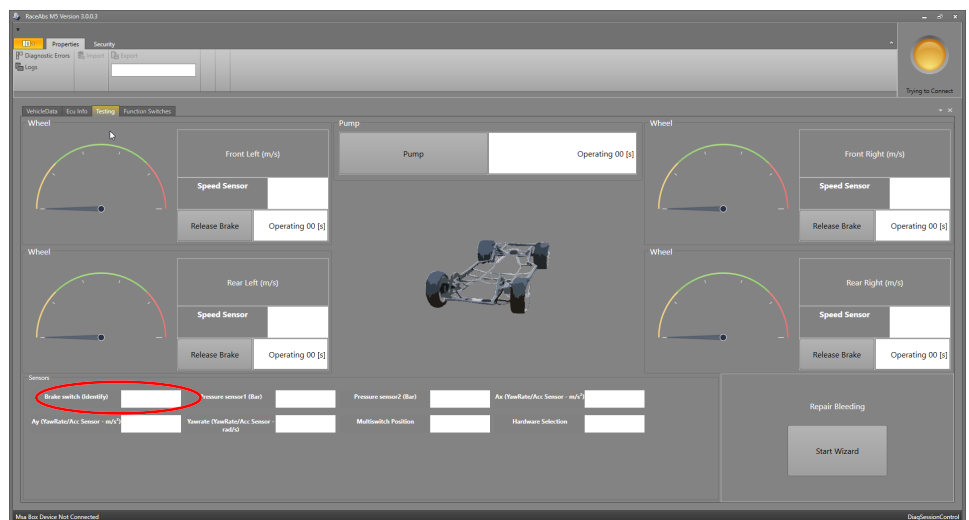 RaceAbs M5 Version 3.0.0.3
Properties Security
Diagnostic Errors Import Export
Logs
Trying to Connect
VehicleData Ecu Info Testing Function Switches
Wheel
Front Left (m/s)
Speed Sensor
Release Brake Operating 00 [s]
Pump
Pump Operating 00 [s]
Wheel
Front Right (m/s)
Speed Sensor
Release Brake Operating 00 [s]
Wheel
Rear Left (m/s)
Speed Sensor
Release Brake Operating 00 [s]
Wheel
Rear Right (m/s)
Speed Sensor
Release Brake Operating 00 [s]
Sensors
Brake switch (Identify) Pressure sensor1 (Bar) Pressure sensor2 (Bar) Ax (YawRate/Acc Sensor - m/s²)
Ay (YawRate/Acc Sensor - m/s²) Yawrate (YawRate/Acc Sensor - rad/s) Multiswitch Position Hardware Selection
Repair Bleeding
Start Wizard
Msa Box Device Not Connected DiagSessionControl